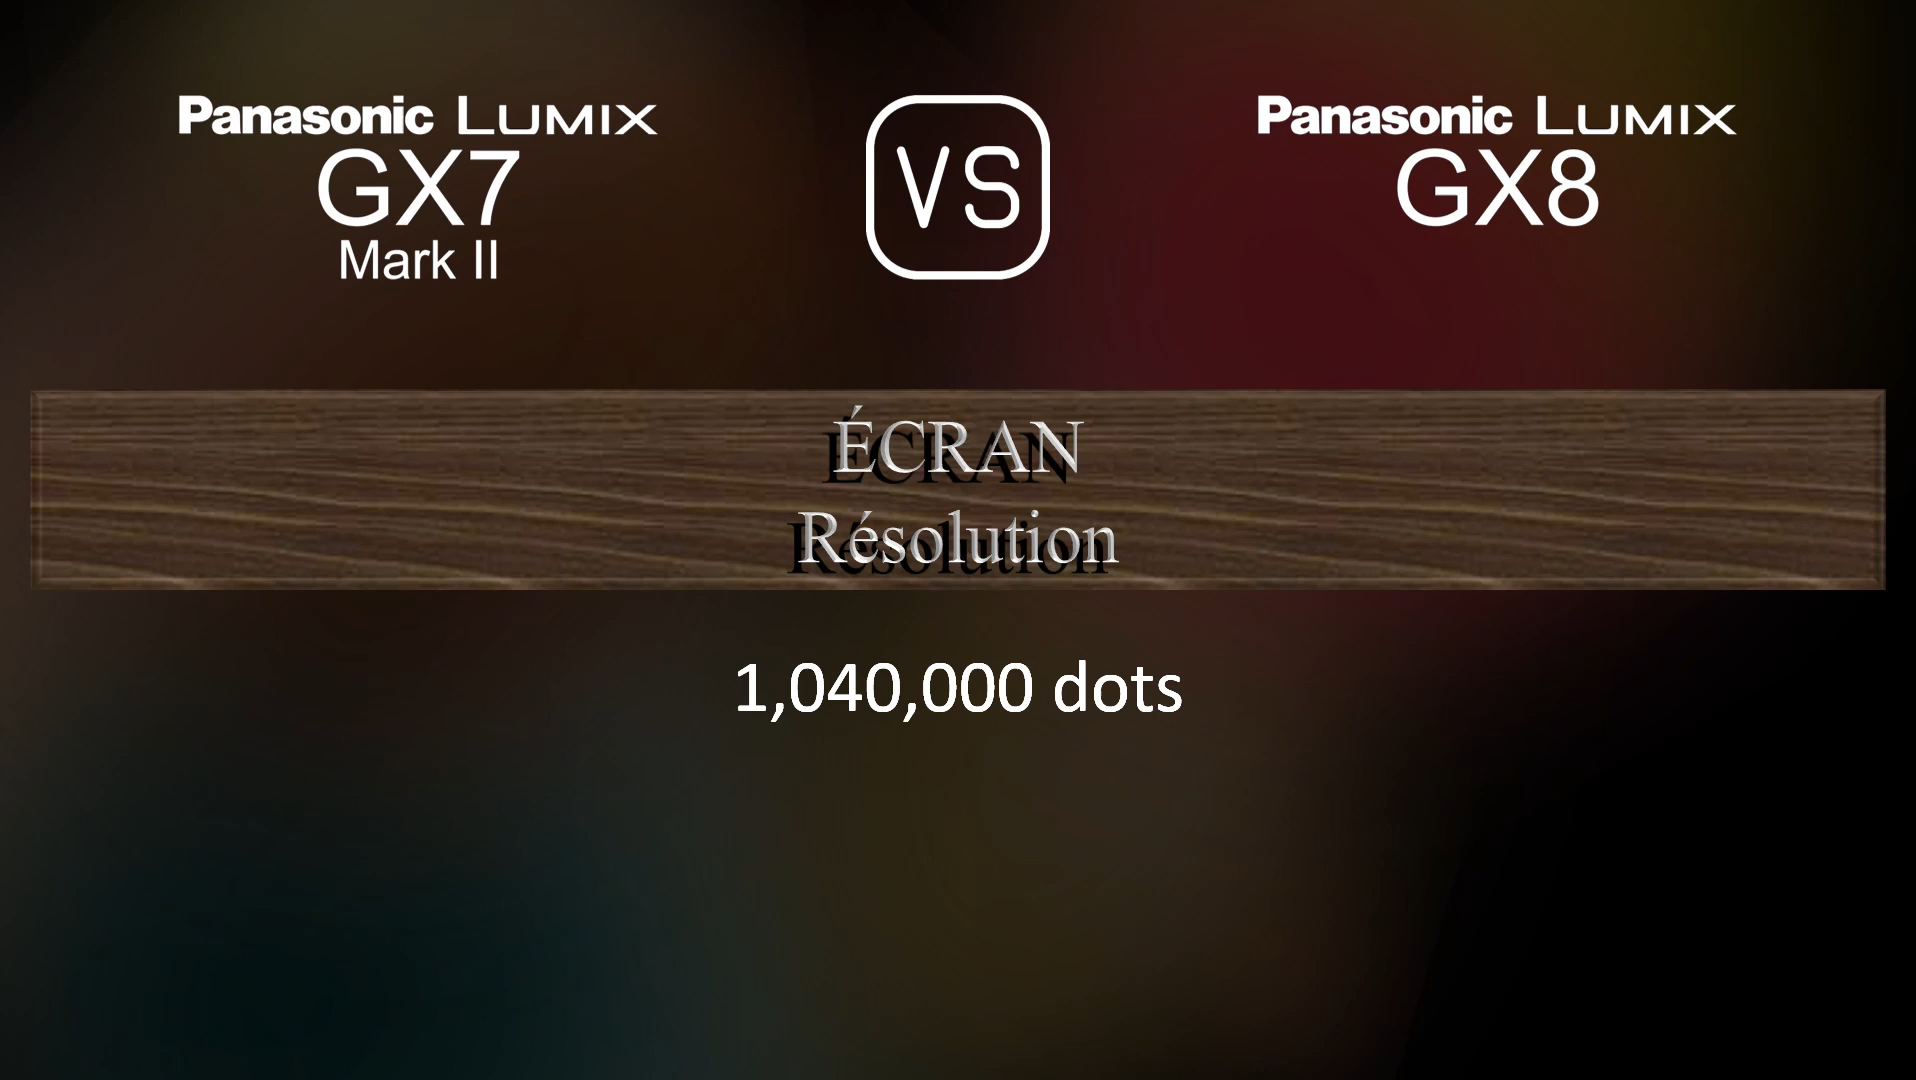 Panasonic LUMIX
GX7
Mark II
VS
Panasonic LUMIX
GX8
ÉCRAN
Résolution
1,040,000 dots